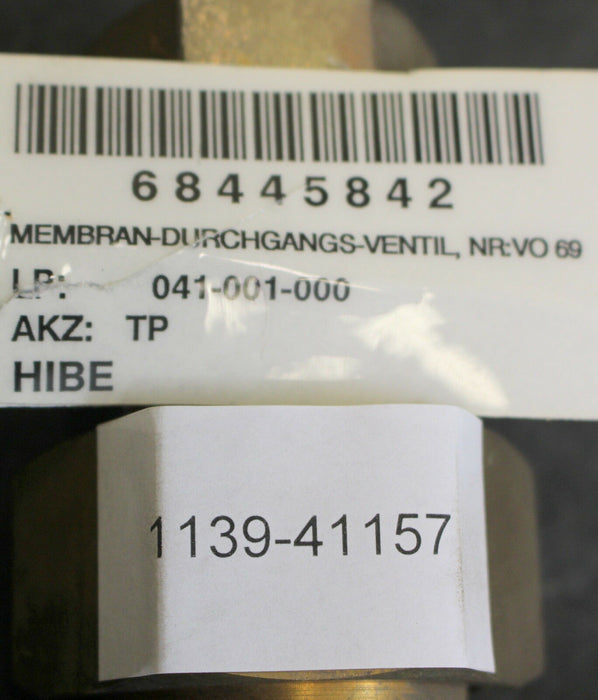 68445842
MEMBRAN-DURCHGANGS-VENTIL, NR:VO 69
LP: 041-001-000
AKZ: TP
HIBE
1139-41157